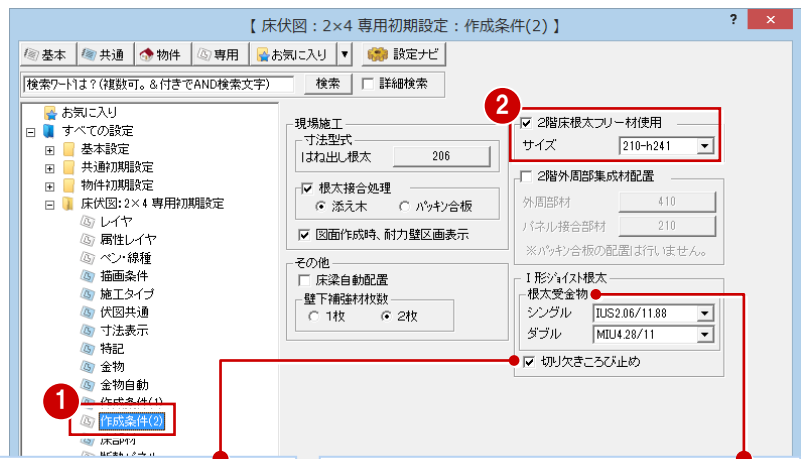 【 床伏図：2×4 専用初期設定：作成条件(2) 】
? ×
基本 共通 物件 専用 お気に入り ▼ 設定ナビ
検索ワードは？(複数可。＆付きでAND検索文字) 検索 詳細検索
お気に入り
すべての設定
基本設定
共通初期設定
物件初期設定
床伏図：2×4 専用初期設定
レイヤ
属性レイヤ
ペン・線種
描画条件
施工タイプ
伏図共通
寸法表示
特記
金物
金物自動
作成条件(1)
1
作成条件(2)
床部材
現場施工
寸法型式
はね出し根太 206
根太接合処理
添え木 パッキン合板
図面作成時、耐力壁区画表示
その他
床梁自動配置
壁下補強材枚数
1枚 2枚
2
2階床根太フリー材使用
サイズ 210-h241
2階外周部集成材配置
外周部材 410
パネル接合部材 210
※パッキン合板の配置は行いません。
I 形ジョイスト根太
根太受金物
シングル IUS2.06/11.88
ダブル MIU4.28/11
切り欠きころび止め